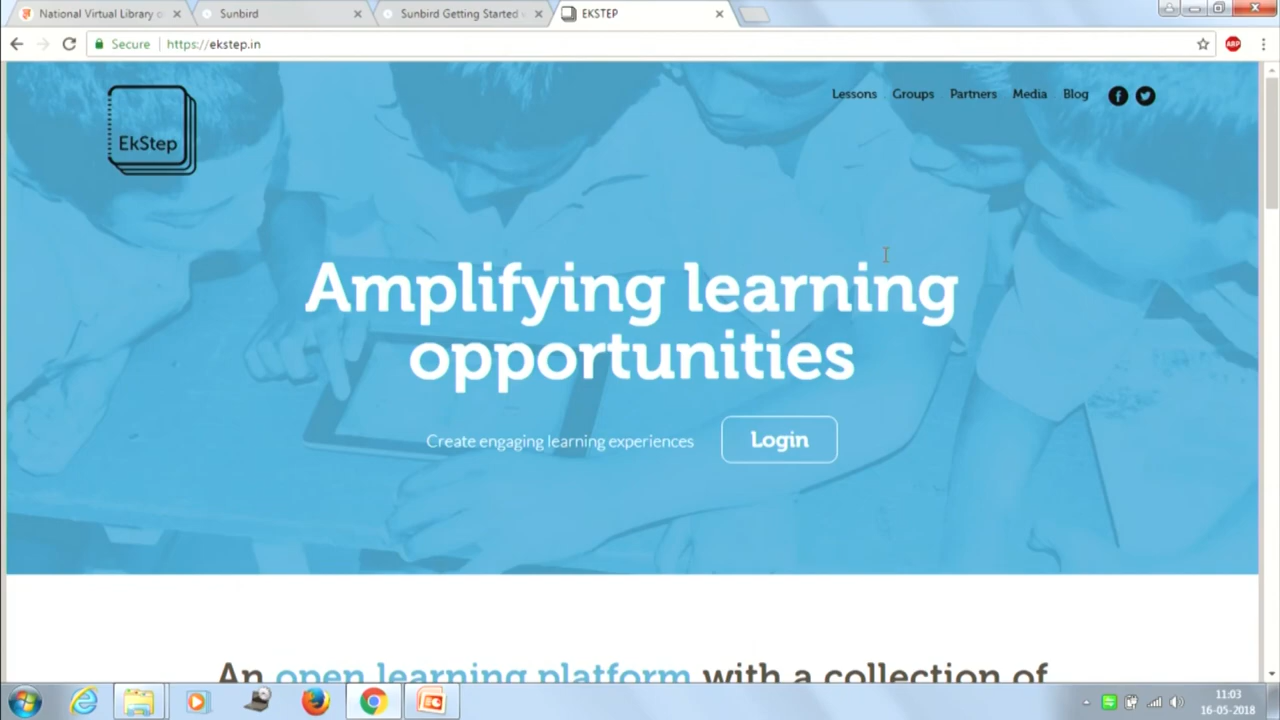 National Virtual Library o
Sunbird
Sunbird Getting Started
EKSTEP
Secure
https://ekstep.in
ABP
EkStep
Lessons Groups Partners Media Blog
Amplifying learning
opportunities
Create engaging learning experiences
Login
An open learning platform with a collection of
11:03
16-05-2018